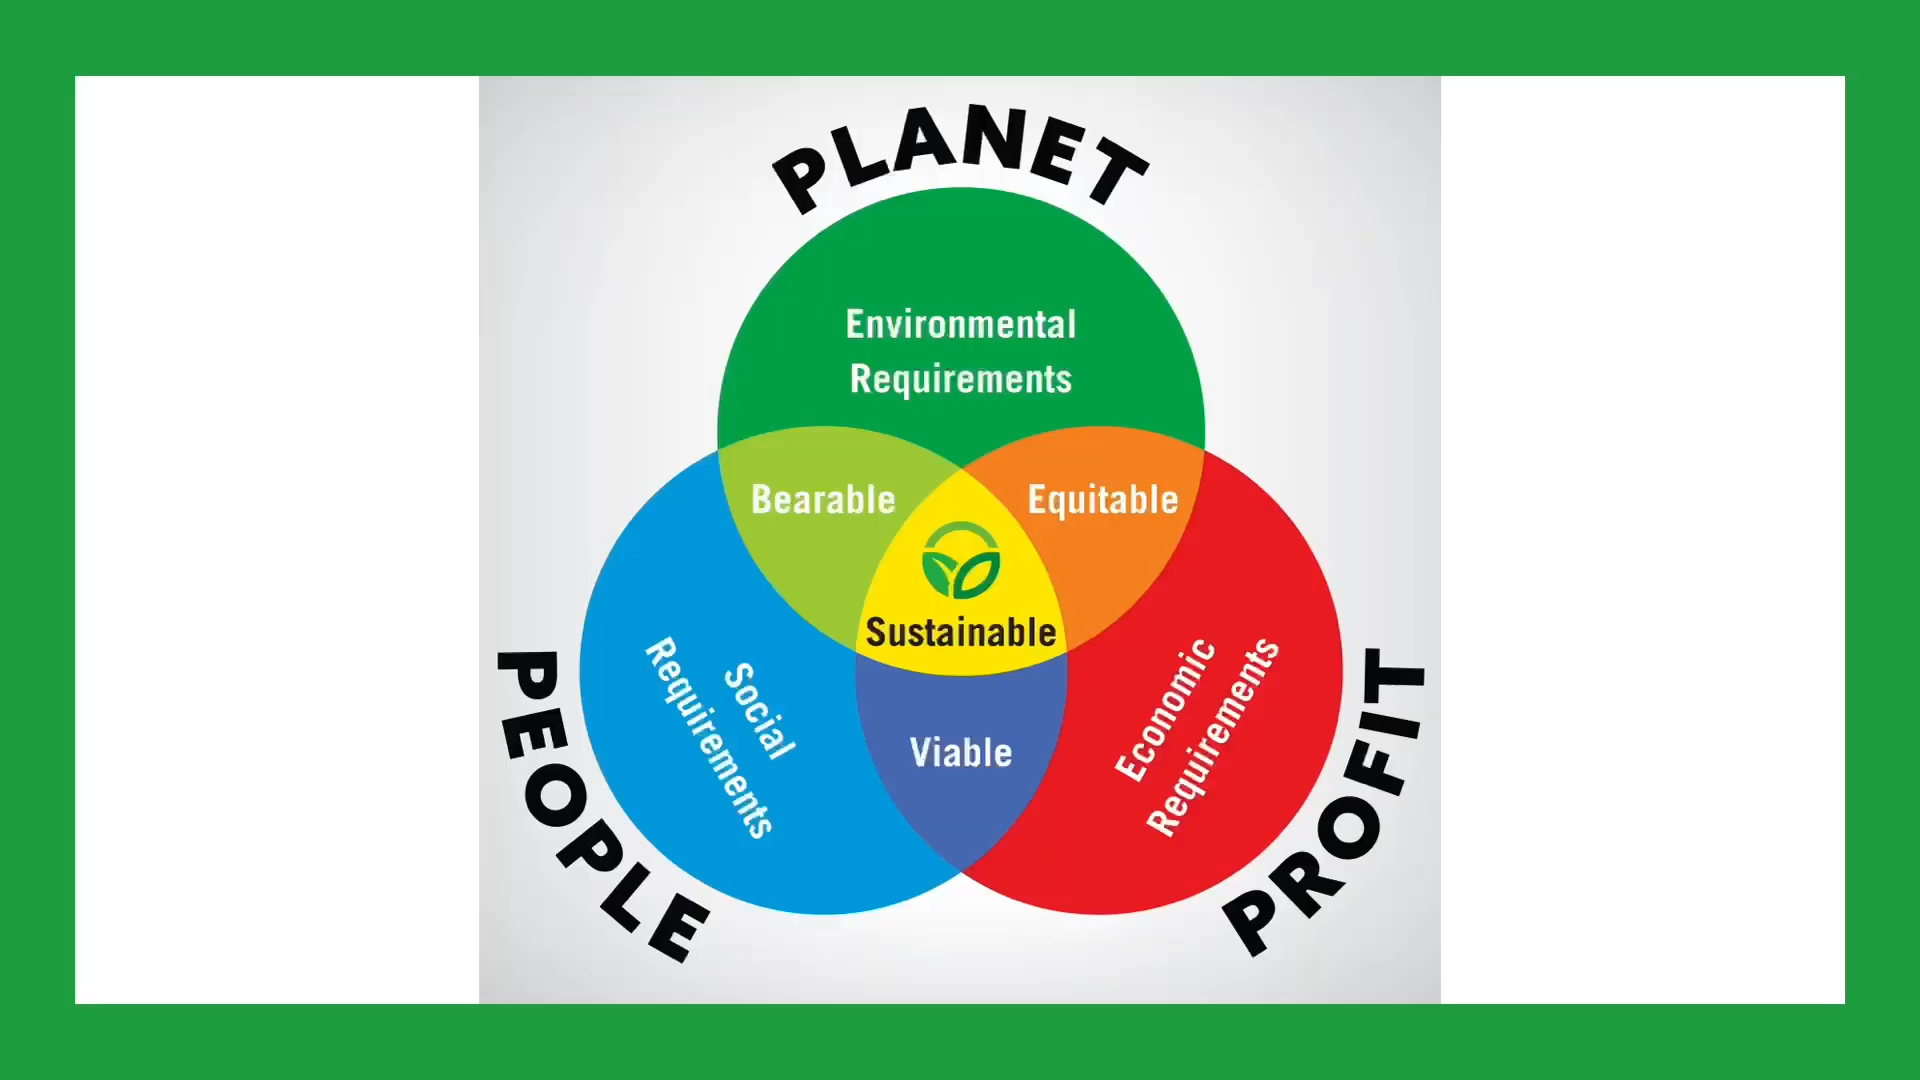 PLANET
Environmental
Requirements
Bearable
Equitable
Sustainable
Social
Requirements
Viable
Economic
Requirements
PEOPLE
PROFIT